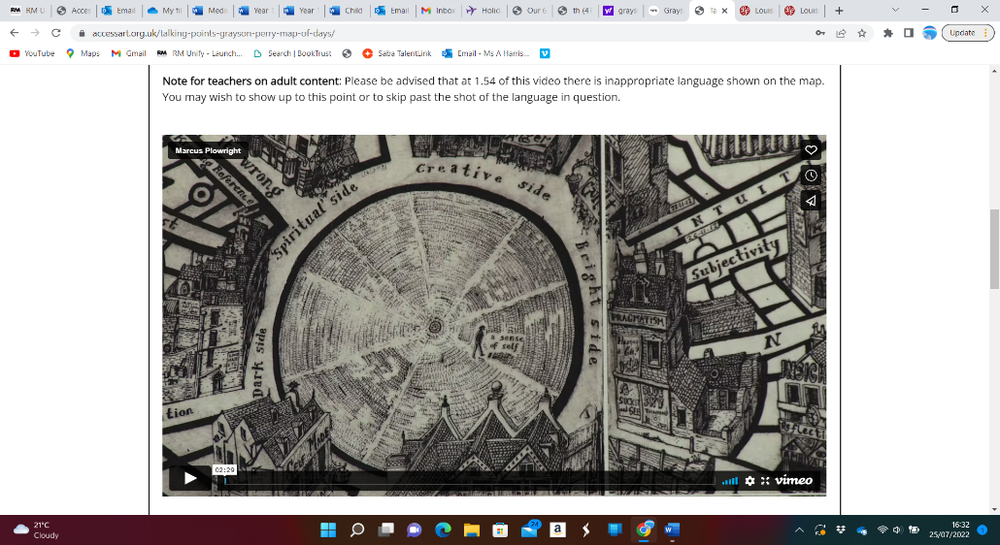 RM U
Acces
Email
My fil
Medi
Year
Year
Child
Email
Inbox
Holid
Our 6
th (4
grays
Grays
Ta
Louis
Louis
accessart.org.uk/talking-points-grayson-perry-map-of-days/
Update
YouTube
Maps
Gmail
RM Unify - Launch...
Search | BookTrust
Saba TalentLink
Email - Ms A Harris...
Note for teachers on adult content: Please be advised that at 1.54 of this video there is inappropriate language shown on the map.
You may wish to show up to this point or to skip past the shot of the language in question.
Marcus Plowright
wrong
Reference
Creative side
Spiritual side
Bright side
Dark side
a sense
of self
tion
INTUIT
Subjectivity
PRAGMATISM
N
Reflect
02:29
vimeo
21°C
Cloudy
74
a
16:32
25/07/2022